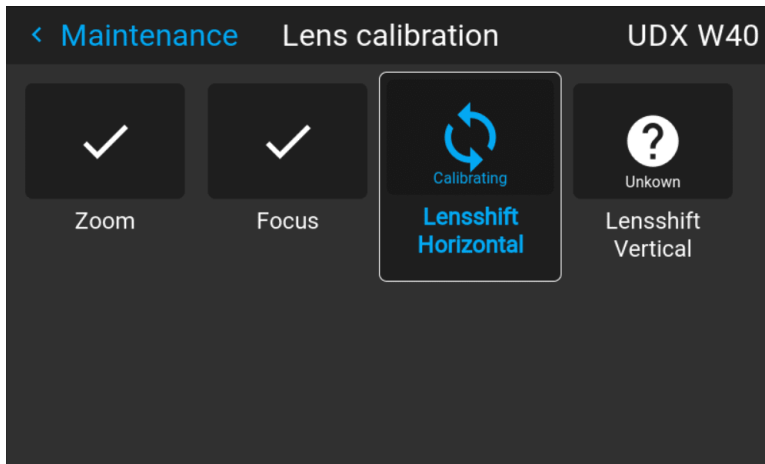 Maintenance Lens calibration UDX W40
Calibrating
Unkown
Zoom
Focus
Lensshift
Horizontal
Lensshift
Vertical